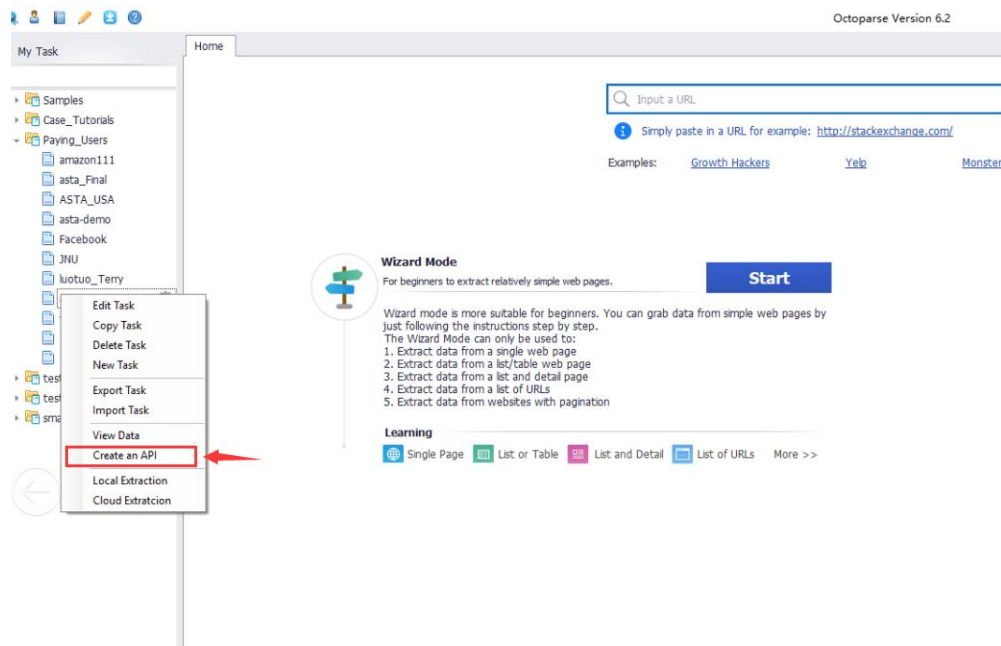 Octoparse Version 6.2
My Task
Home
Input a URL
Simply paste in a URL for example: http://stackexchange.com/
Examples: Growth Hackers Yelp Monster
Samples
Case_Tutorials
Paying_Users
amazon111
asta_Final
ASTA_USA
asta-demo
Facebook
JNU
luotuo_Terry
Edit Task
Copy Task
Delete Task
New Task
Export Task
Import Task
View Data
Create an API
Local Extraction
Cloud Extratcion
Wizard Mode
For beginners to extract relatively simple web pages.
Start
Wizard mode is more suitable for beginners. You can grab data from simple web pages by
just following the instructions step by step.
The Wizard Mode can only be used to:
1. Extract data from a single web page
2. Extract data from a list/table web page
3. Extract data from a list and detail page
4. Extract data from a list of URLs
5. Extract data from websites with pagination
Learning
Single Page List or Table List and Detail List of URLs More >>